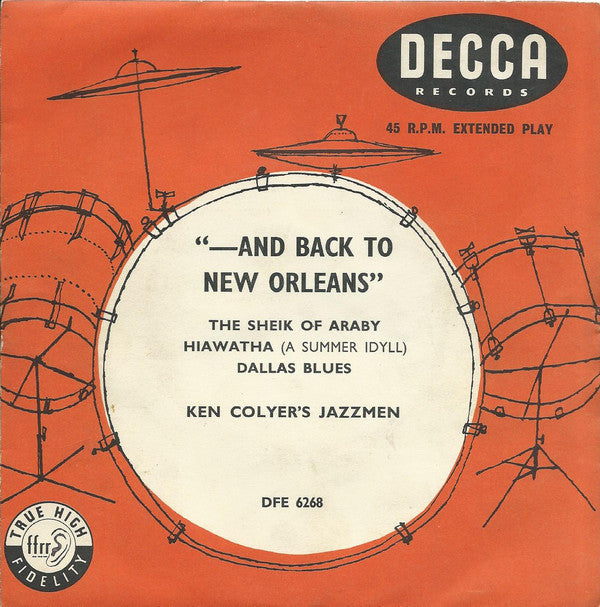 DECCA
RECORDS
45 R.P.M. EXTENDED PLAY
“—AND BACK TO
NEW ORLEANS”
THE SHEIK OF ARABY
HIAWATHA (A SUMMER IDYLL)
DALLAS BLUES
KEN COLYER'S JAZZMEN
DFE 6268
TRUE HIGH
ffrr
FIDELITY